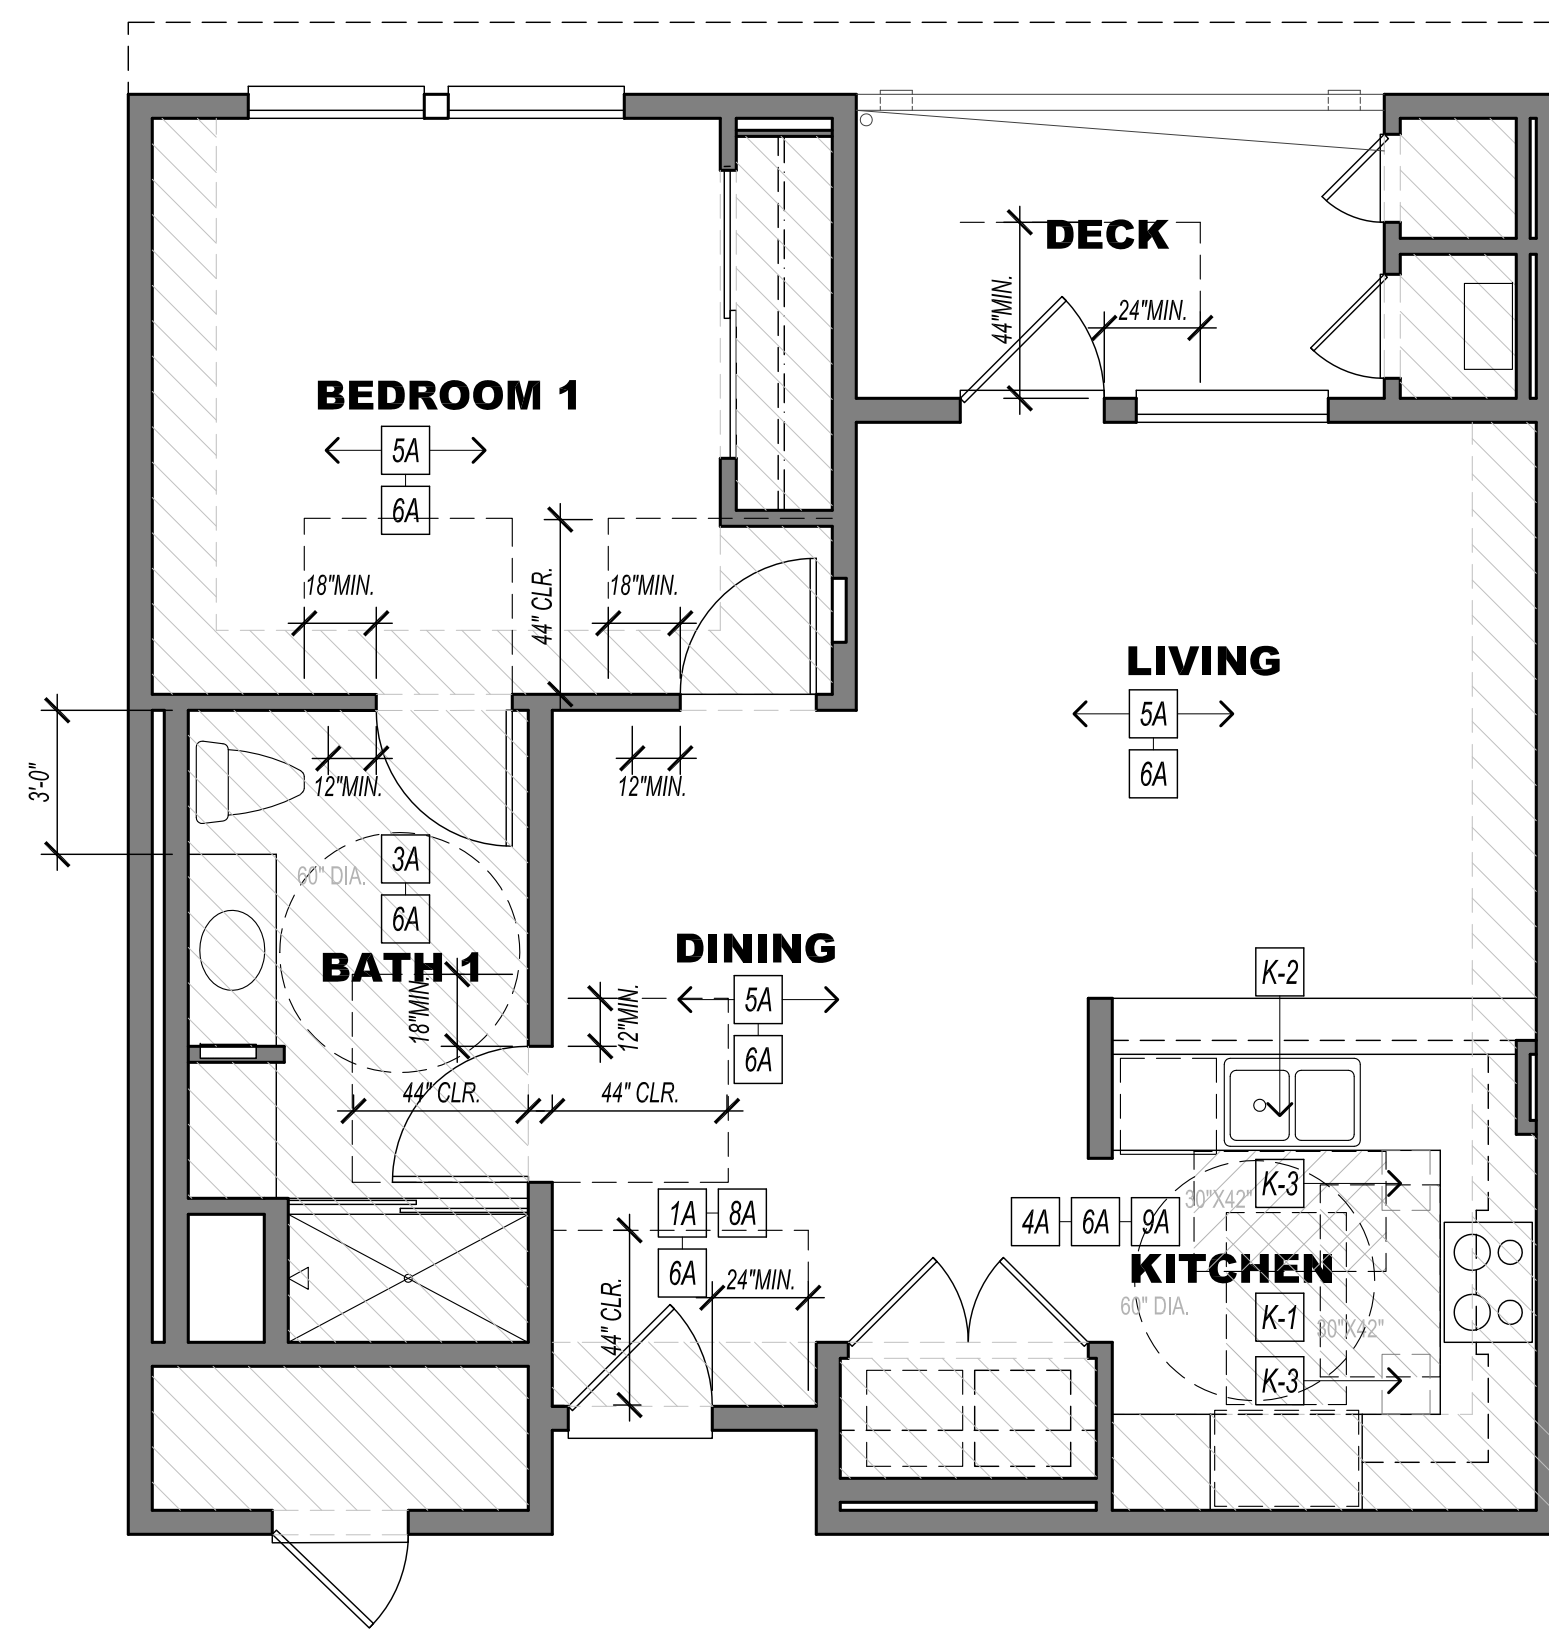 DECK
44"MIN.
24"MIN.
BEDROOM 1
5A
6A
18"MIN.
44" CLR.
18"MIN.
LIVING
5A
6A
3'-0"
12"MIN.
12"MIN.
3A
60" DIA.
6A
BATH 1
18"MIN.
DINING
5A
12"MIN.
6A
K-2
44" CLR.
44" CLR.
1A
8A
6A
44" CLR.
24"MIN.
K-3
30"X42"
4A
6A
9A
KITCHEN
60" DIA.
K-1
30"X42"
K-3